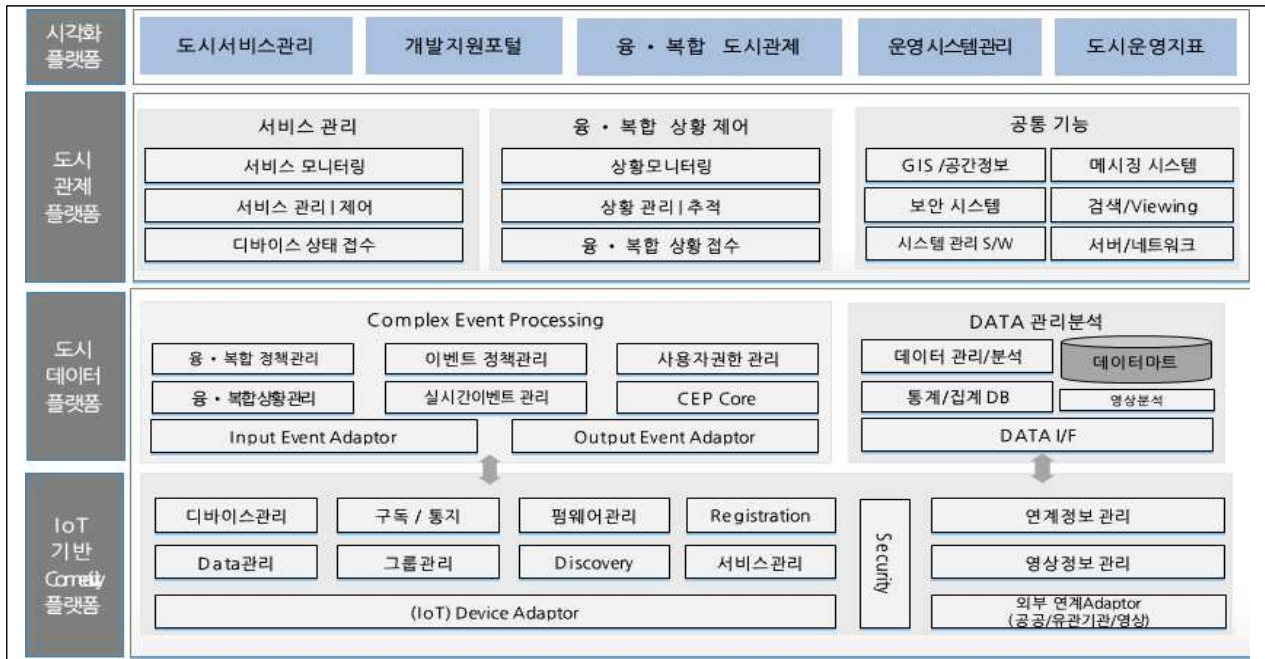 시각화
플랫폼
도시서비스관리
개발지원포털
융 • 복합 도시관제
운영시스템관리
도시운영지표
도시
관제
플랫폼
서비스 관리
서비스 모니터링
서비스 관리|제어
디바이스 상태 접수
융 • 복합 상황 제어
상황모니터링
상황 관리|추적
융 • 복합 상황 접수
공통 기능
GIS /공간정보
메시징 시스템
보안 시스템
검색/Viewing
시스템 관리 S/W
서버/네트워크
도시
데이터
플랫폼
Complex Event Processing
융 • 복합 정책관리
이벤트 정책관리
사용자권한 관리
융 • 복합상황관리
실시간이벤트 관리
CEP Core
Input Event Adaptor
Output Event Adaptor
DATA 관리분석
데이터 관리/분석
데이터마트
통계/집계 DB
영상분석
DATA I/F
IoT
기반
플랫폼
디바이스관리
구독 / 통지
펌웨어관리
Registration
Data관리
그룹관리
Discovery
서비스관리
(IoT) Device Adaptor
Security
연계정보 관리
영상정보 관리
외부 연계Adaptor
(공공/유관기관/영상)